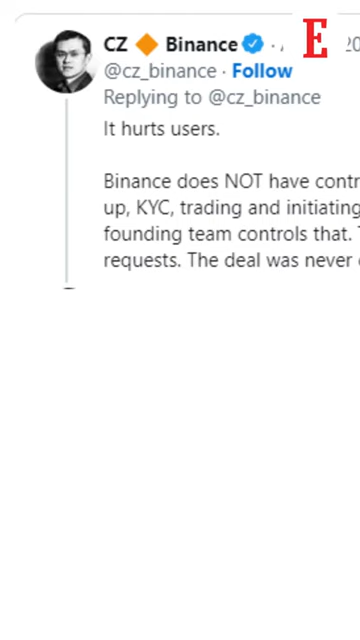 CZ 🔶 Binance
E
@cz_binance · Follow
Replying to @cz_binance
It hurts users.
Binance does NOT have
up, KYC, trading and initiating
founding team controls that.
requests. The deal was never